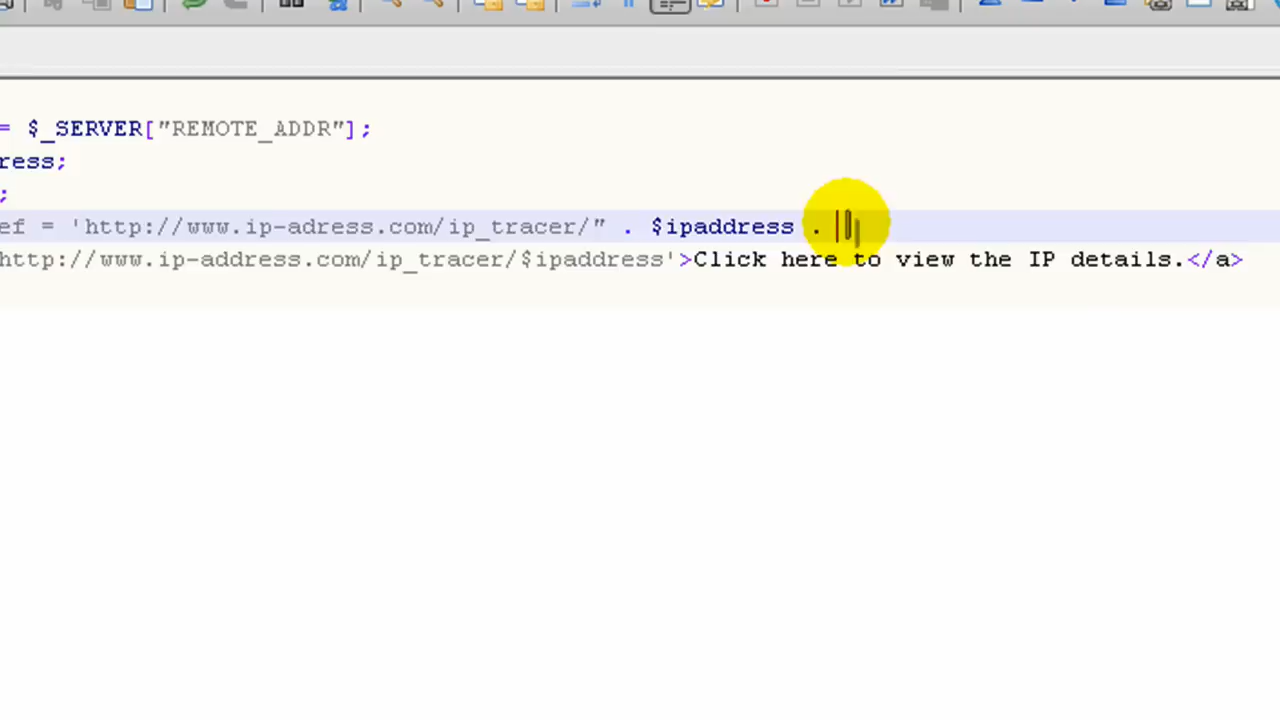 = $_SERVER["REMOTE_ADDR"];
ress;
;
ef = 'http://www.ip-adress.com/ip_tracer/" . $ipaddress .
http://www.ip-address.com/ip_tracer/$ipaddress'>Click here to view the IP details.</a>